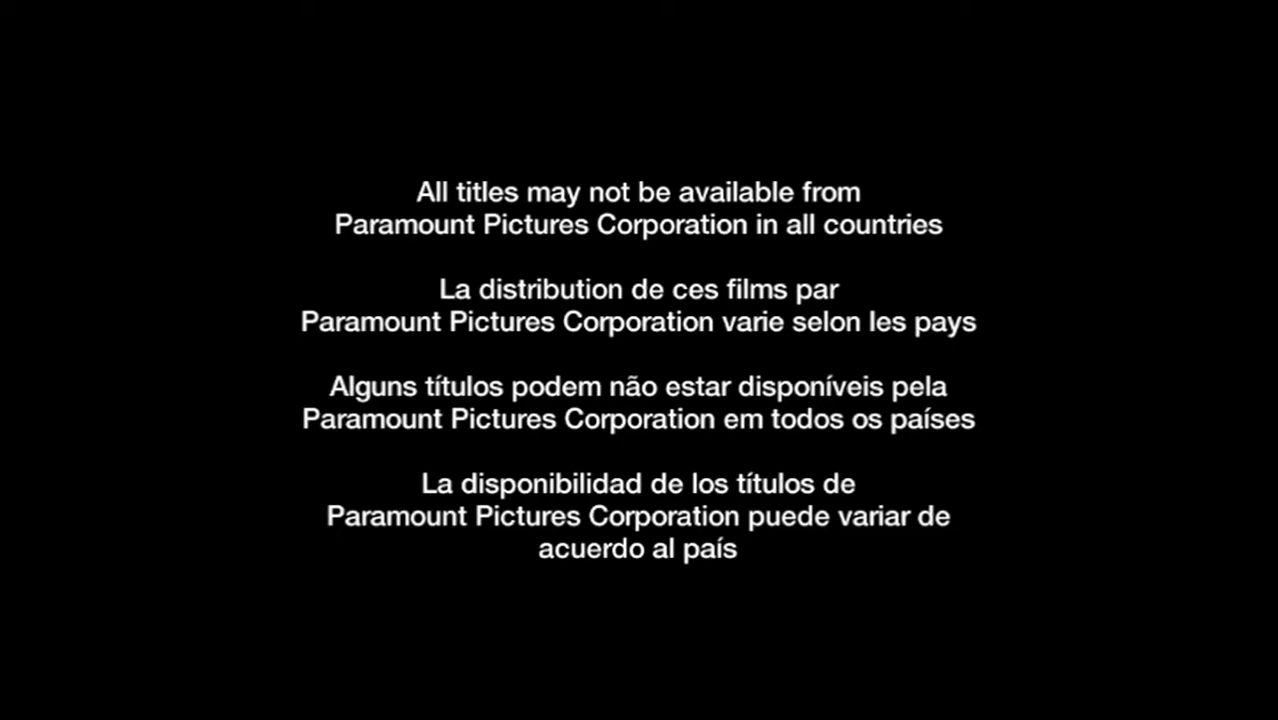 All titles may not be available from
Paramount Pictures Corporation in all countries
La distribution de ces films par
Paramount Pictures Corporation varie selon les pays
Alguns títulos podem não estar disponíveis pela
Paramount Pictures Corporation em todos os países
La disponibilidad de los títulos de
Paramount Pictures Corporation puede variar de
acuerdo al país